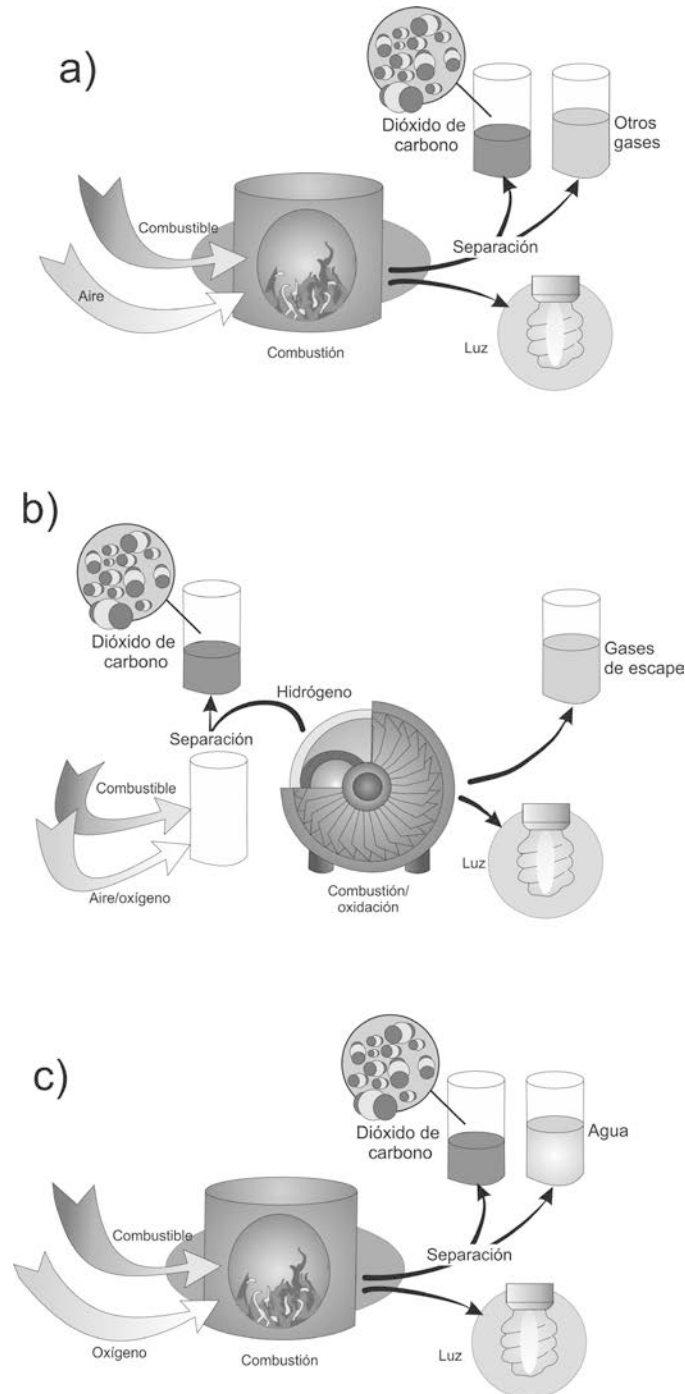 a)
Dióxido de
carbono
Otros
gases
Combustible
Separación
Aire
Luz
Combustión
b)
Dióxido de
carbono
Gases
de escape
Hidrógeno
Separación
Combustible
Luz
Aire/oxígeno
Combustión/
oxidación
c)
Dióxido de
carbono
Agua
Combustible
Separación
Oxígeno
Combustión
Luz